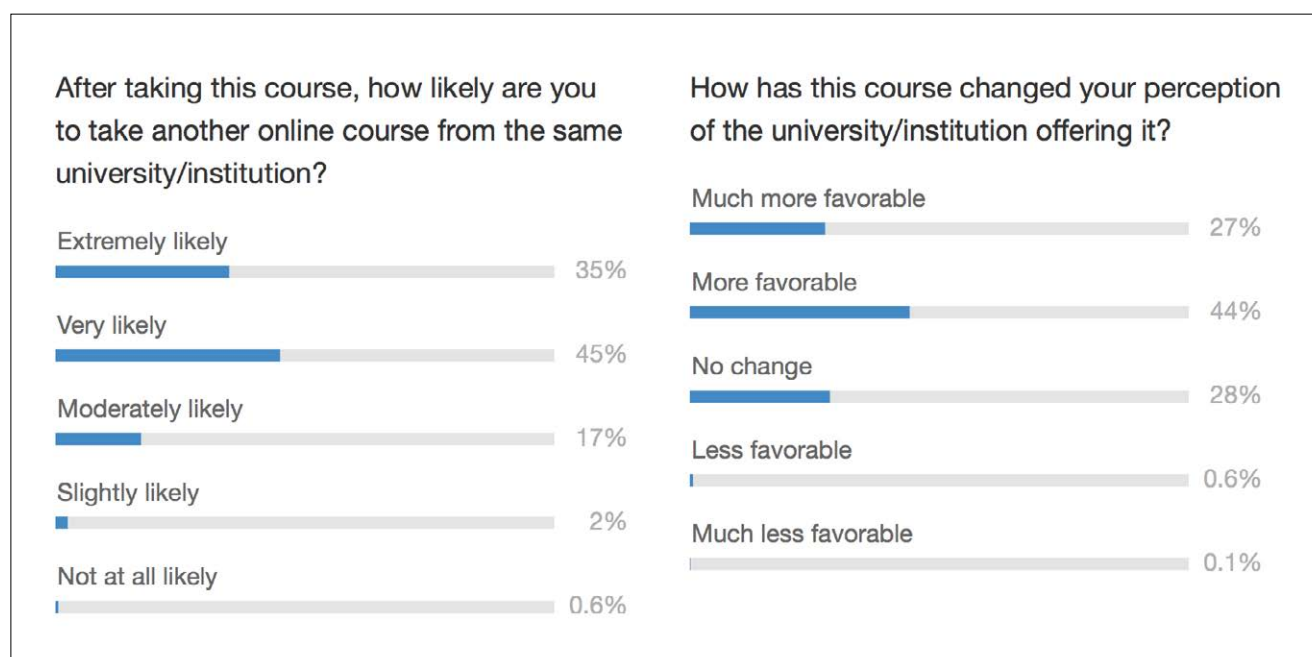 After taking this course, how likely are you
to take another online course from the same
university/institution?
Extremely likely
35%
Very likely
45%
Moderately likely
17%
Slightly likely
2%
Not at all likely
0.6%
How has this course changed your perception
of the university/institution offering it?
Much more favorable
27%
More favorable
44%
No change
28%
Less favorable
0.6%
Much less favorable
0.1%